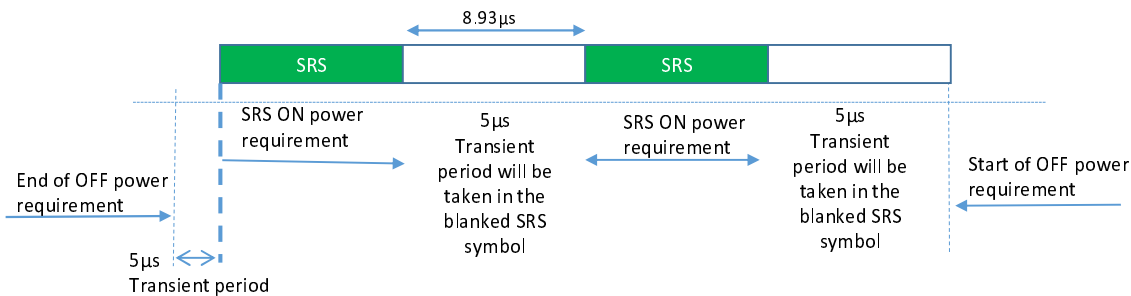 8.93µs
SRS
SRS
SRS ON power
requirement
5µs
Transient
period will be
taken in the
blanked SRS
symbol
SRS ON power
requirement
5µs
Transient
period will be
taken in the
blanked SRS
symbol
End of OFF power
requirement
Start of OFF power
requirement
5µs
Transient period